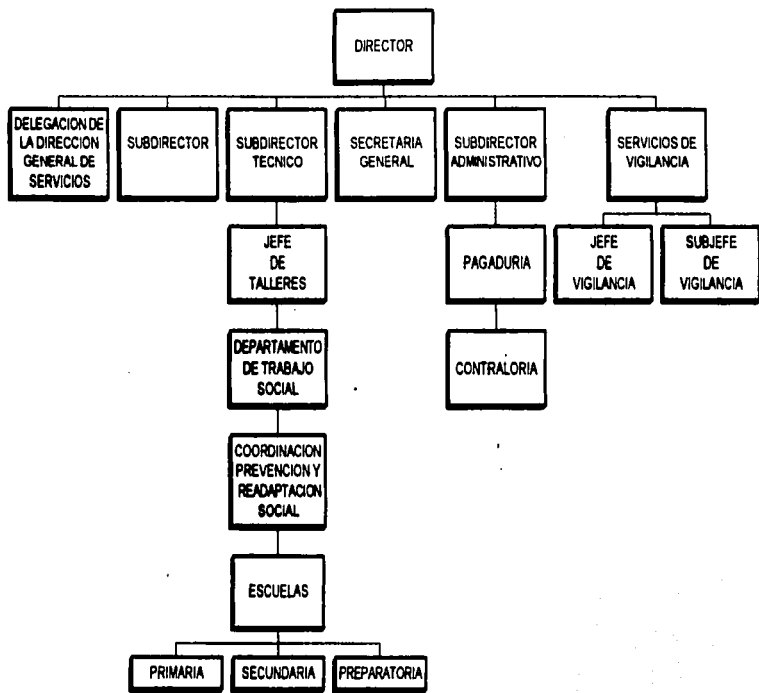 DIRECTOR
DELEGACION DE
LA DIRECCION
GENERAL DE
SERVICIOS
SUBDIRECTOR
SUBDIRECTOR
TECNICO
SECRETARIA
GENERAL
SUBDIRECTOR
ADMINISTRATIVO
SERVICIOS DE
VIGILANCIA
JEFE
DE
TALLERES
PAGADURIA
JEFE
DE
VIGILANCIA
SUBJEFE
DE
VIGILANCIA
DEPARTAMENTO
DE TRABAJO
SOCIAL
CONTRALORIA
COORDINACION
PREVENCION Y
READAPTACION
SOCIAL
ESCUELAS
PRIMARIA
SECUNDARIA
PREPARATORIA